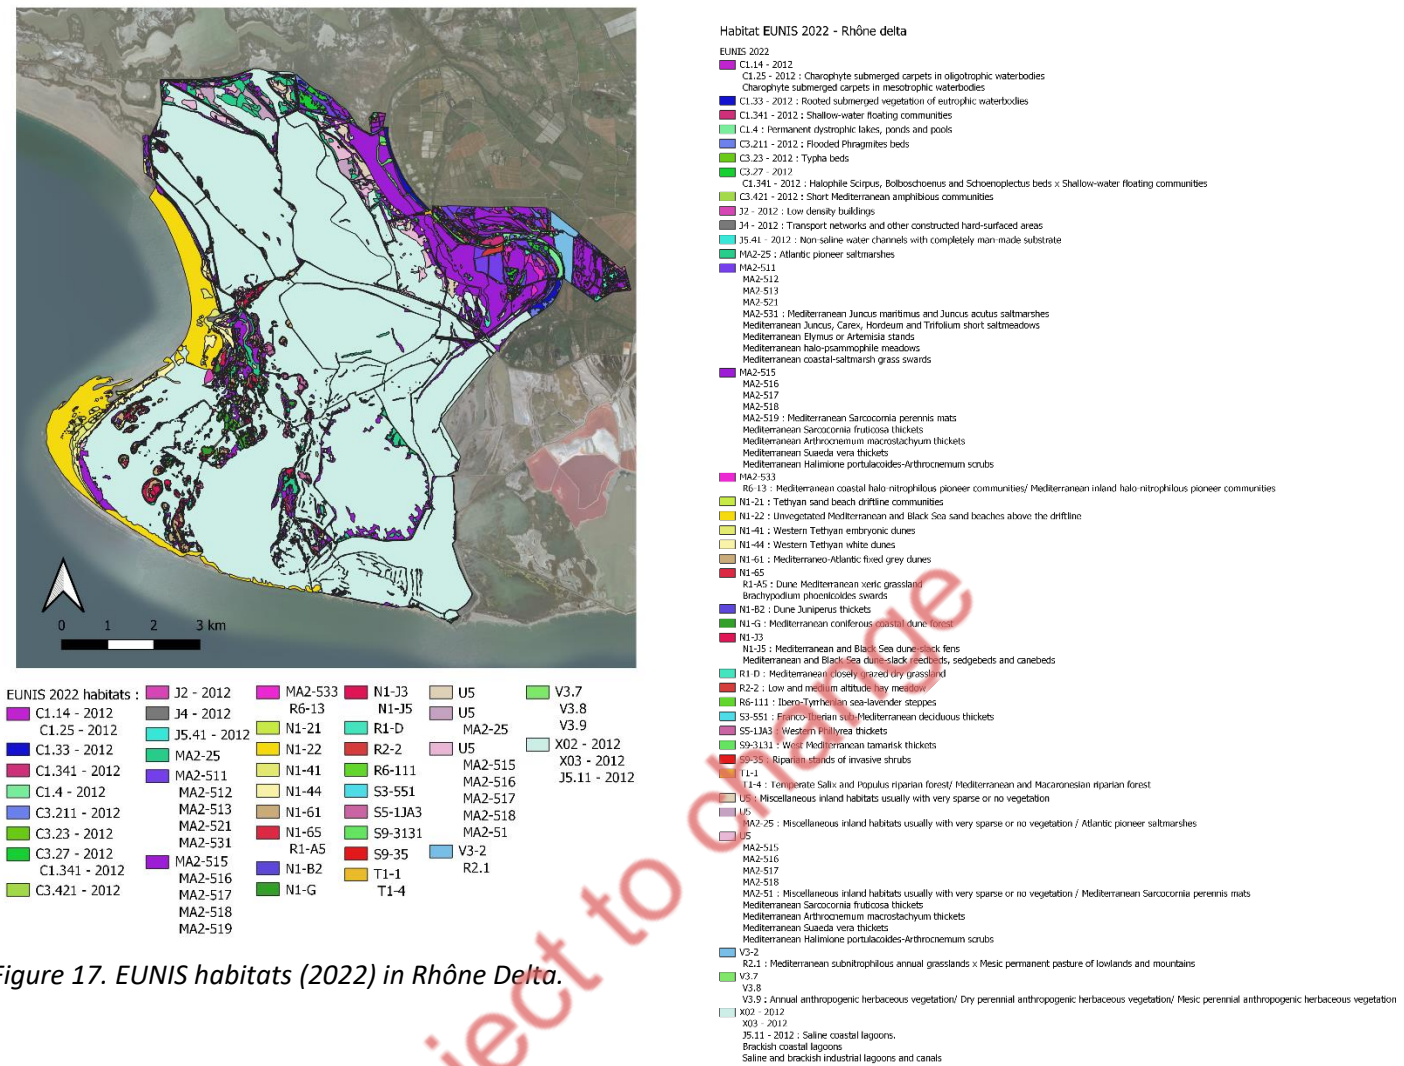 0 1 2 3 km
EUNIS 2022 habitats :
C1.14 - 2012
C1.25 - 2012
C1.33 - 2012
C1.341 - 2012
C1.4 - 2012
C3.211 - 2012
C3.23 - 2012
C3.27 - 2012
C1.341 - 2012
C3.421 - 2012
J2 - 2012
J4 - 2012
J5.41 - 2012
MA2-25
MA2-511
MA2-512
MA2-513
MA2-521
MA2-531
MA2-515
MA2-516
MA2-517
MA2-518
MA2-519
MA2-533
R6-13
N1-21
N1-22
N1-41
N1-44
N1-61
N1-65
R1-A5
N1-B2
N1-G
N1-J3
N1-J5
R1-D
R2-2
R6-111
S3-551
S5-1JA3
S9-3131
S9-35
T1-1
T1-4
U5
U5
MA2-25
U5
MA2-515
MA2-516
MA2-517
MA2-518
MA2-51
V3-2
R2.1
V3.7
V3.8
V3.9
X02 - 2012
X03 - 2012
J5.11 - 2012
Figure 17. EUNIS habitats (2022) in Rhône Delta.
Habitat EUNIS 2022 - Rhône delta
EUNIS 2022
C1.14 - 2012
C1.25 - 2012 : Charophyte submerged carpets in oligotrophic waterbodies
Charophyte submerged carpets in mesotrophic waterbodies
C1.33 - 2012 : Rooted submerged vegetation of eutrophic waterbodies
C1.341 - 2012 : Shallow-water floating communities
C1.4 : Permanent dystrophic lakes, ponds and pools
C3.211 - 2012 : Flooded Phragmites beds
C3.23 - 2012 : Typha beds
C3.27 - 2012
C1.341 - 2012 : Halophile Scirpus, Bolboschoenus and Schoenoplectus beds x Shallow-water floating communities
C3.421 - 2012 : Short Mediterranean amphibious communities
J2 - 2012 : Low density buildings
J4 - 2012 : Transport networks and other constructed hard-surfaced areas
J5.41 - 2012 : Non-saline water channels with completely man-made substrate
MA2-25 : Atlantic pioneer saltmarshes
MA2-511
MA2-512
MA2-513
MA2-521
MA2-531 : Mediterranean Juncus maritimus and Juncus acutus saltmarshes
Mediterranean Juncus, Carex, Hordeum and Trifolium short saltmeadows
Mediterranean Elymus or Artemisia stands
Mediterranean halo-psammophile meadows
Mediterranean coastal-saltmarsh grass swards
MA2-515
MA2-516
MA2-517
MA2-518
MA2-519 : Mediterranean Sarcocornia perennis mats
Mediterranean Sarcocornia fruticosa thickets
Mediterranean Arthrocnemum macrostachyum thickets
Mediterranean Suaeda vera thickets
Mediterranean Halimione portulacoides-Arthrocnemum scrubs
MA2-533
R6-13 : Mediterranean coastal halo-nitrophilous pioneer communities/ Mediterranean inland halo-nitrophilous pioneer communities
N1-21 : Tethyan sand beach driftline communities
N1-22 : Unvegetated Mediterranean and Black Sea sand beaches above the driftline
N1-41 : Western Tethyan embryonic dunes
N1-44 : Western Tethyan white dunes
N1-61 : Mediterraneo-Atlantic fixed grey dunes
N1-65
R1-A5 : Dune Mediterranean xeric grassland
Brachypodium phoenicoides swards
N1-B2 : Dune Juniperus thickets
N1-G : Mediterranean coniferous coastal dune forest
N1-J3
N1-J5 : Mediterranean and Black Sea dune-slack fens
Mediterranean and Black Sea dune-slack reedbeds, sedgebeds and canebeds
R1-D : Mediterranean closely grazed dry grassland
R2-2 : Low and medium altitude hay meadow
R6-111 : Ibero-Tyrrhenian sea-lavender steppes
S3-551 : Franco-Iberian sub-Mediterranean deciduous thickets
S5-1JA3 : Western Phillyrea thickets
S9-3131 : West Mediterranean tamarisk thickets
S9-35 : Riparian stands of invasive shrubs
T1-1
T1-4 : Temperate Salix and Populus riparian forest/ Mediterranean and Macaronesian riparian forest
U5 : Miscellaneous inland habitats usually with very sparse or no vegetation
U5
MA2-25 : Miscellaneous inland habitats usually with very sparse or no vegetation / Atlantic pioneer saltmarshes
U5
MA2-515
MA2-516
MA2-517
MA2-518
MA2-51 : Miscellaneous inland habitats usually with very sparse or no vegetation / Mediterranean Sarcocornia perennis mats
Mediterranean Sarcocornia fruticosa thickets
Mediterranean Arthrocnemum macrostachyum thickets
Mediterranean Suaeda vera thickets
Mediterranean Halimione portulacoides-Arthrocnemum scrubs
V3-2
R2.1 : Mediterranean subnitrophilous annual grasslands x Mesic permanent pasture of lowlands and mountains
V3.7
V3.8
V3.9 : Annual anthropogenic herbaceous vegetation/ Dry perennial anthropogenic herbaceous vegetation/ Mesic perennial anthropogenic herbaceous vegetation
X02 - 2012
X03 - 2012
J5.11 - 2012 : Saline coastal lagoons.
Brackish coastal lagoons
Saline and brackish industrial lagoons and canals
ject to change